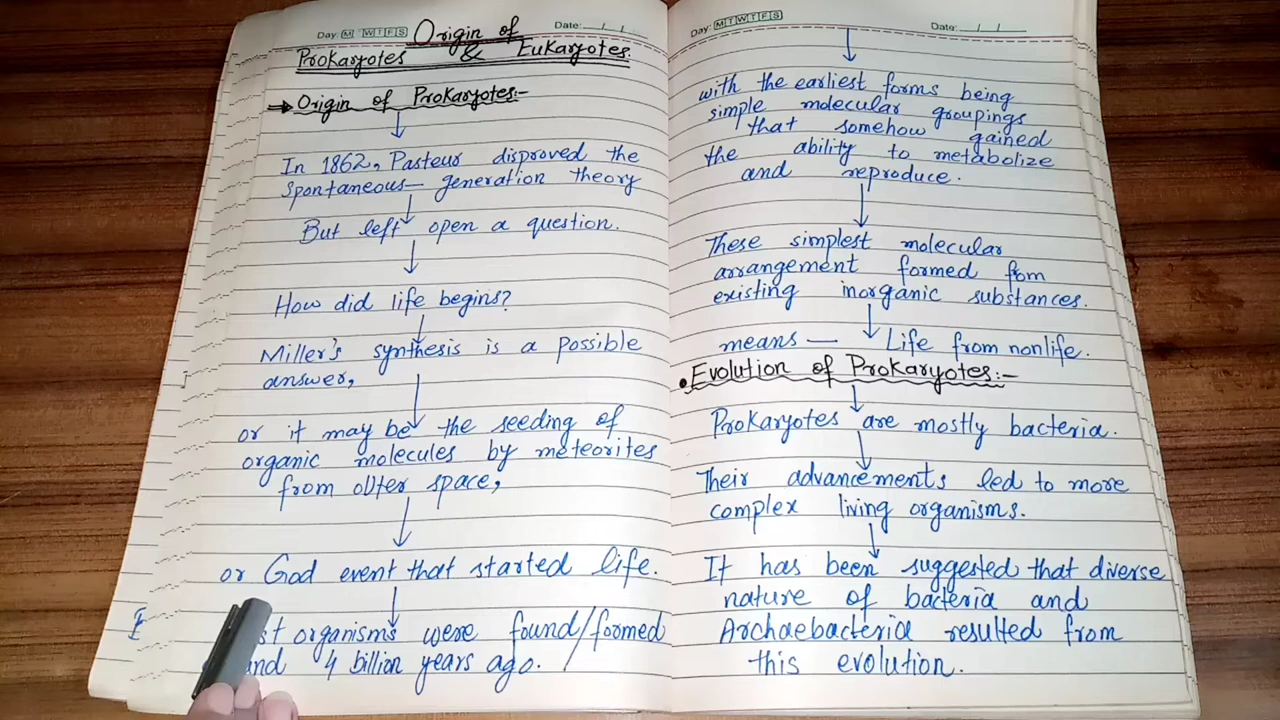 Day: M T W T F S Date: __/__/__
Origin of
Prokaryotes & Eukaryotes.
Origin of Prokaryotes:-
In 1862, Pasteur disproved the
spontaneous- generation theory
But left open a question.
How did life begins?
Miller's synthesis is a possible
answer,
or it may be the seeding of
organic molecules by meteorites
from outer space,
or God event that started life.
organisms were found/formed
4 billion years ago.
Day: M T W T F S Date: __/__/__
with the earliest forms being
simple molecular groupings
that somehow gained
the ability to metabolize
and reproduce.
These simplest molecular
arrangement formed from
existing inorganic substances.
means — Life from nonlife.
• Evolution of Prokaryotes:-
Prokaryotes are mostly bacteria.
Their advancements led to more
complex living organisms.
It has been suggested that diverse
nature of bacteria and
Archaebacteria resulted from
this evolution.